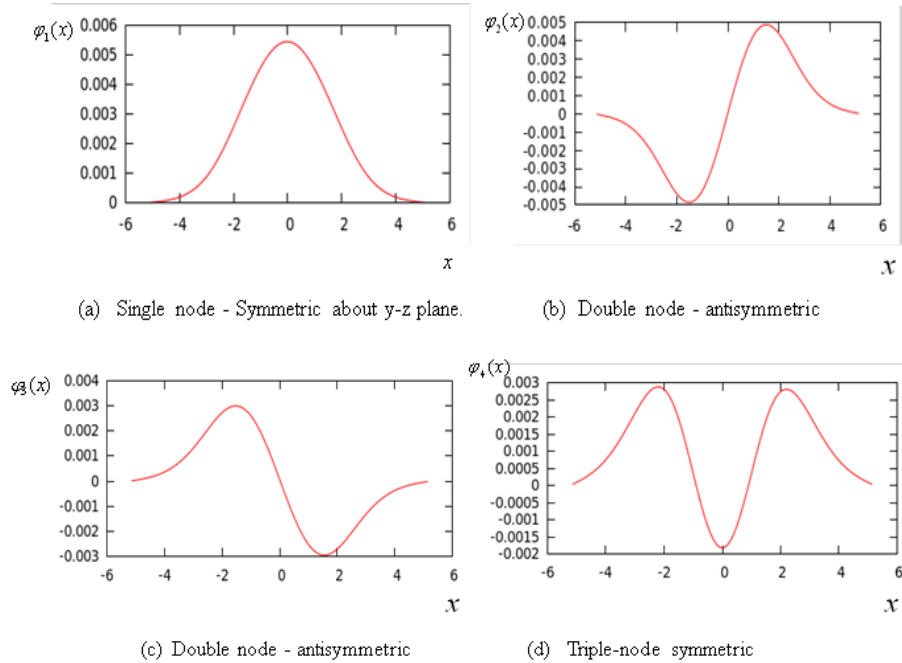 φ₁(x)
0.006
0.005
0.004
0.003
0.002
0.001
0
-6 -4 -2 0 2 4 6
x
(a) Single node - Symmetric about y-z plane.
φ₂(x)
0.005
0.004
0.003
0.002
0.001
0
-0.001
-0.002
-0.003
-0.004
-0.005
-6 -4 -2 0 2 4 6
x
(b) Double node - antisymmetric
φ₃(x)
0.004
0.003
0.002
0.001
0
-0.001
-0.002
-0.003
-6 -4 -2 0 2 4 6
x
(c) Double node - antisymmetric
φ₄(x)
0.003
0.0025
0.002
0.0015
0.001
0.0005
0
-0.0005
-0.001
-0.0015
-0.002
-6 -4 -2 0 2 4 6
x
(d) Triple-node symmetric